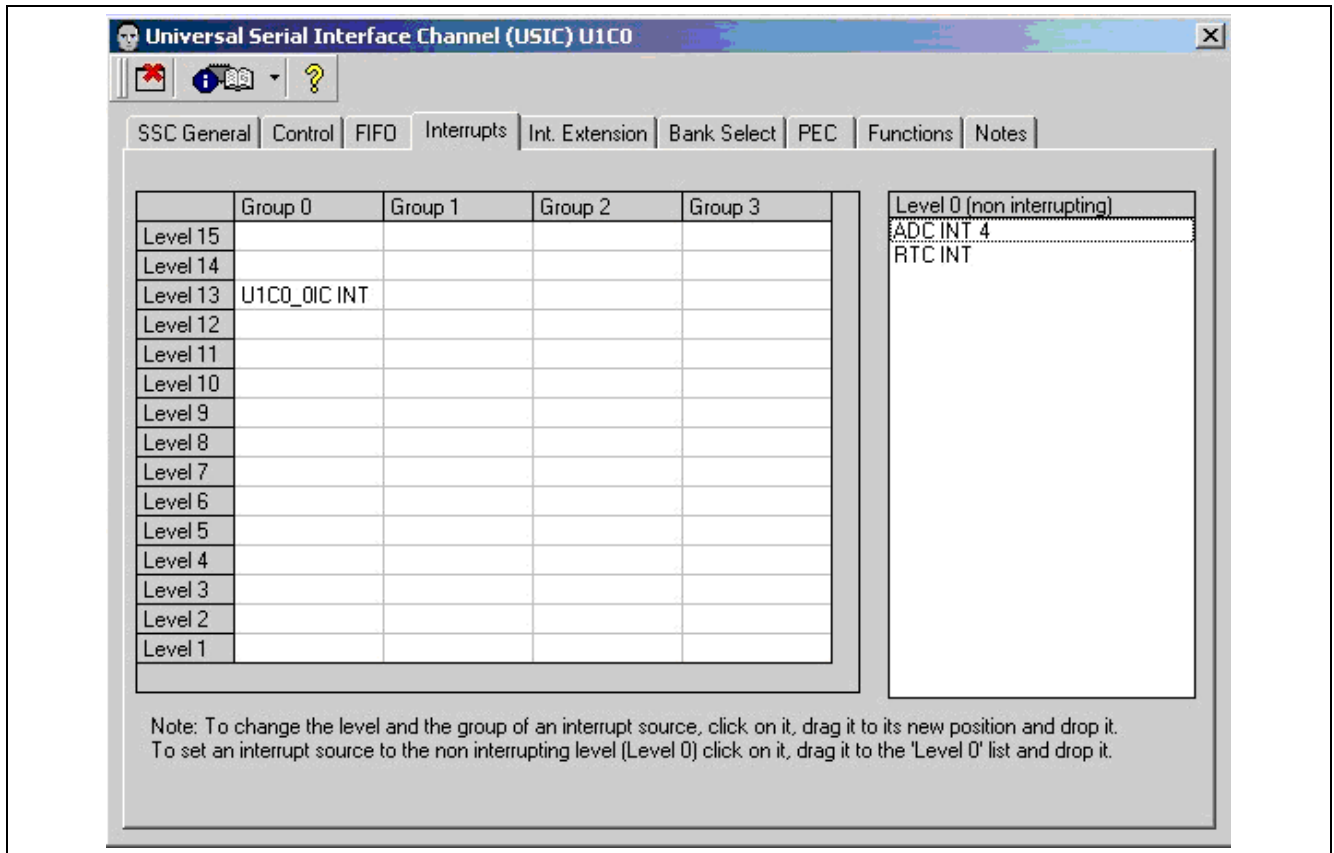 Universal Serial Interface Channel (USIC) U1C0
SSC General Control FIFO Interrupts Int. Extension Bank Select PEC Functions Notes
Group 0 Group 1 Group 2 Group 3
Level 15
Level 14
Level 13 U1C0_0IC INT
Level 12
Level 11
Level 10
Level 9
Level 8
Level 7
Level 6
Level 5
Level 4
Level 3
Level 2
Level 1
Level 0 (non interrupting)
ADC INT 4
RTC INT
Note: To change the level and the group of an interrupt source, click on it, drag it to its new position and drop it.
To set an interrupt source to the non interrupting level (Level 0) click on it, drag it to the 'Level 0' list and drop it.